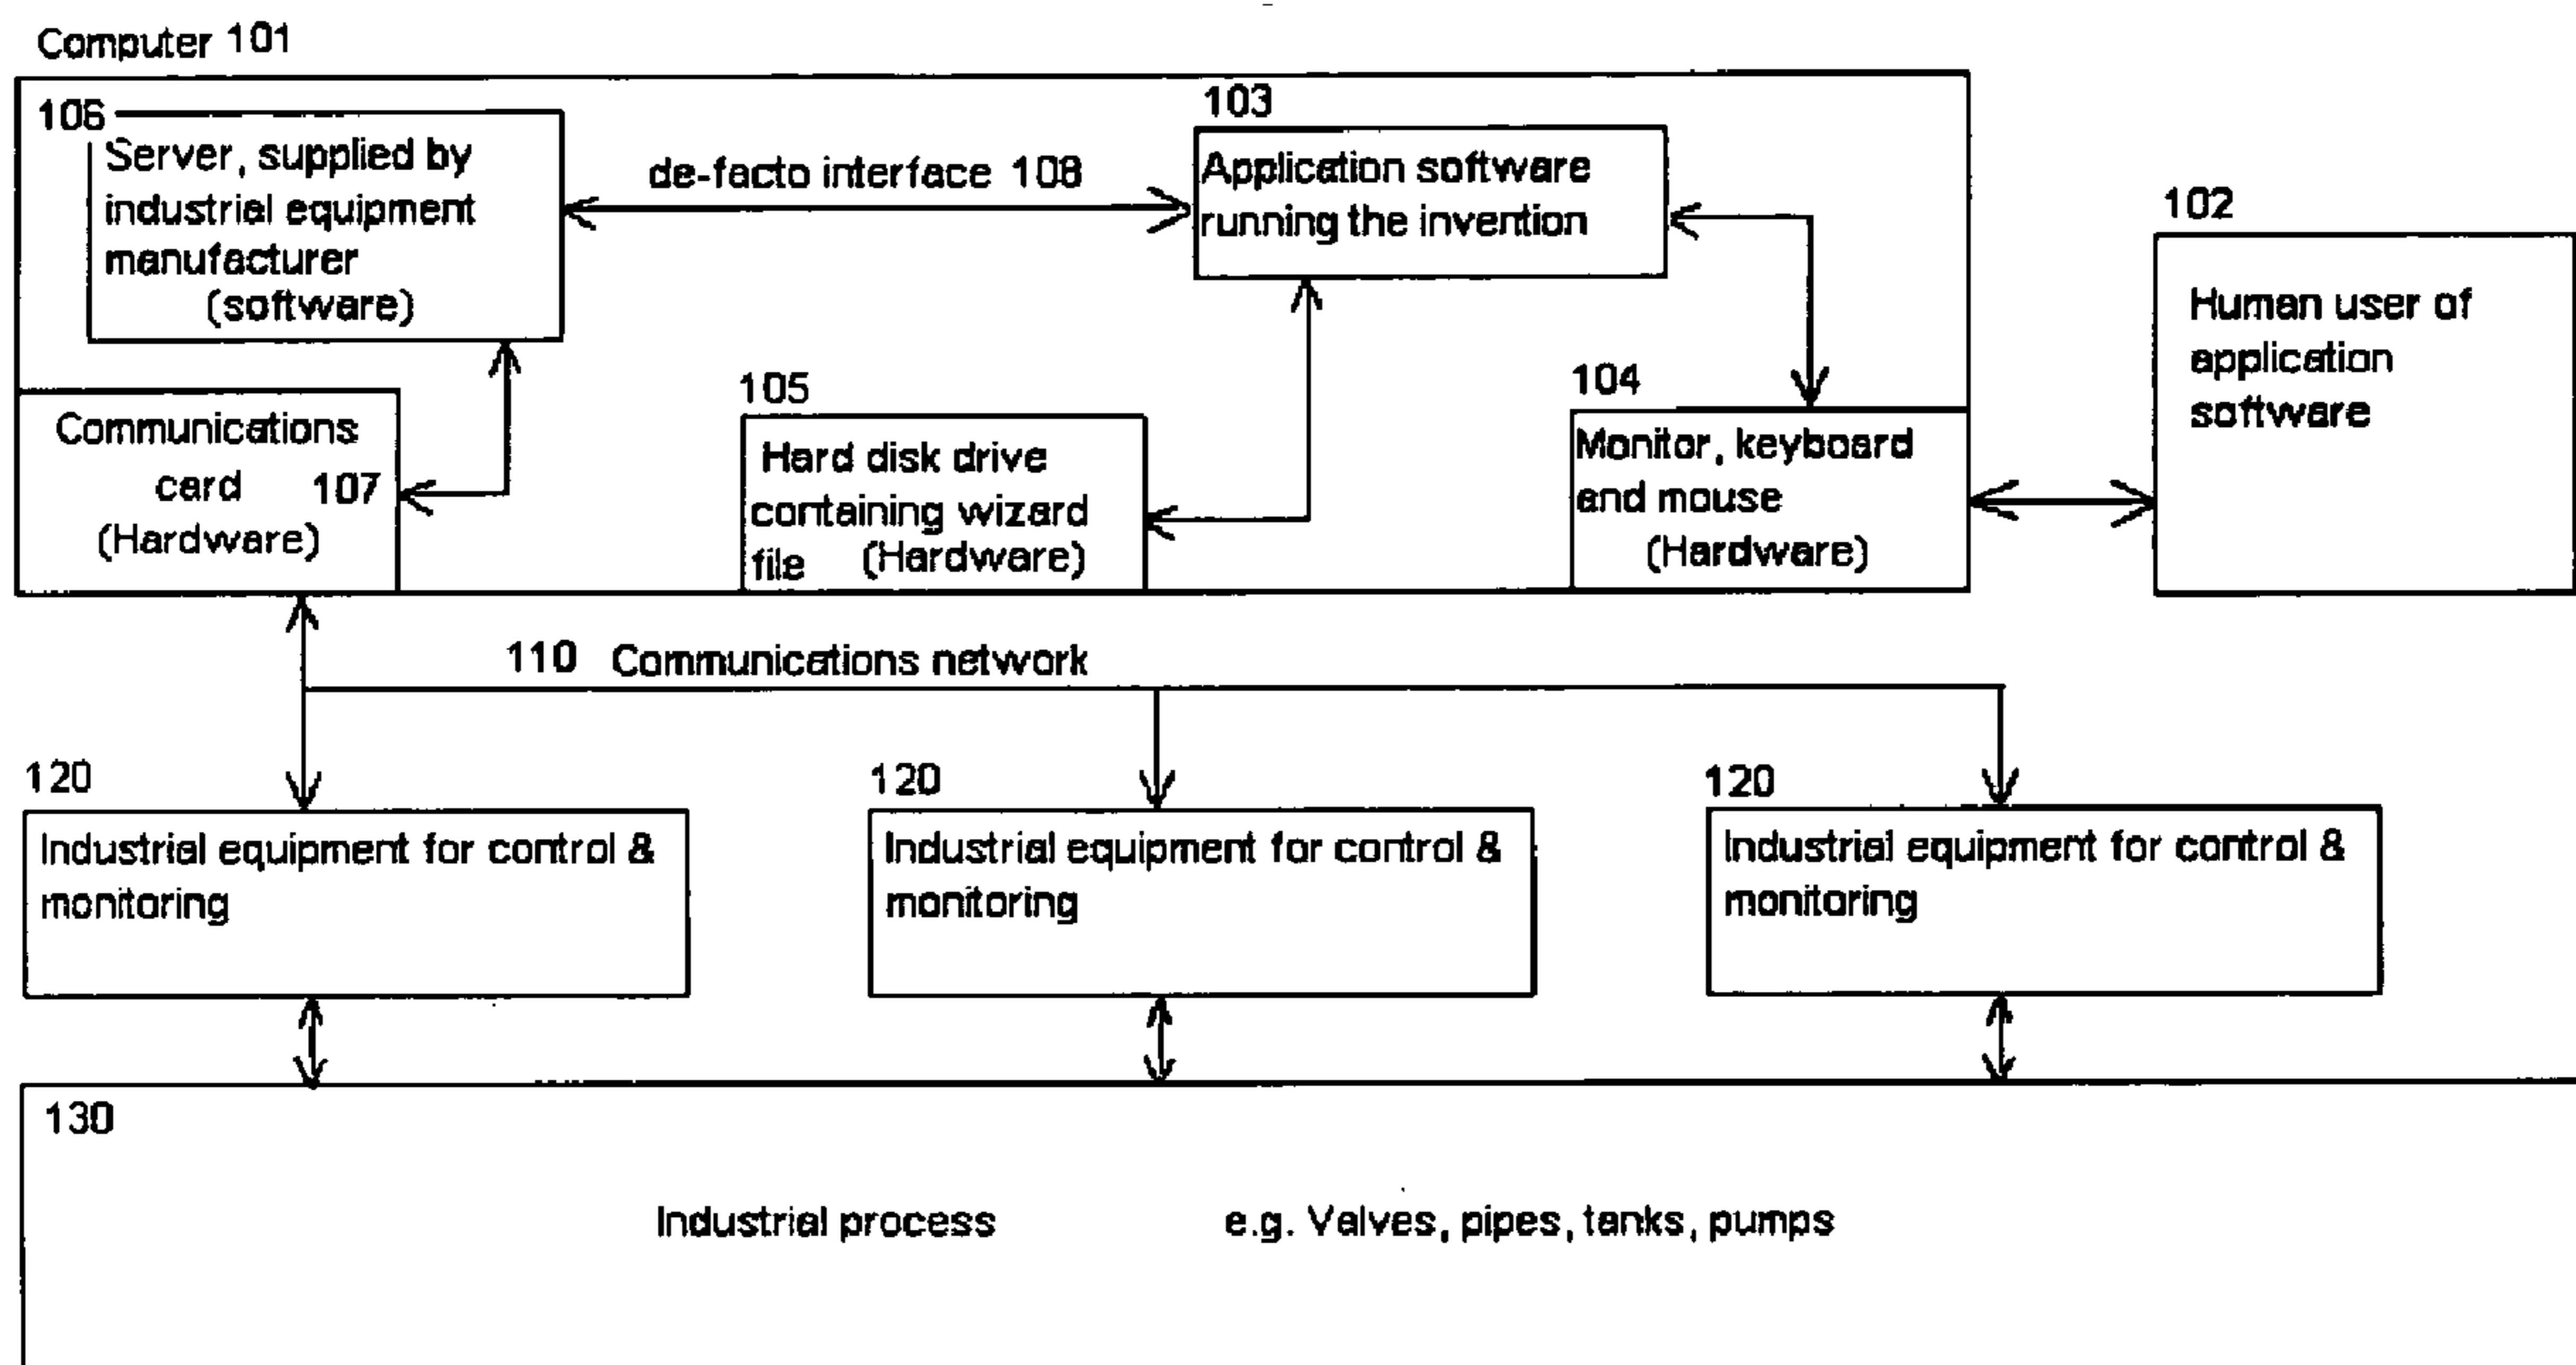 Computer 101
106
Server, supplied by
industrial equipment
manufacturer
(software)
de-facto interface 108
103
Application software
running the invention
102
Human user of
application
software
Communications
card 107
(Hardware)
105
Hard disk drive
containing wizard
file (Hardware)
104
Monitor, keyboard
and mouse
(Hardware)
110 Communications network
120
Industrial equipment for control &
monitoring
120
Industrial equipment for control &
monitoring
120
Industrial equipment for control &
monitoring
130
Industrial process e.g. Valves, pipes, tanks, pumps